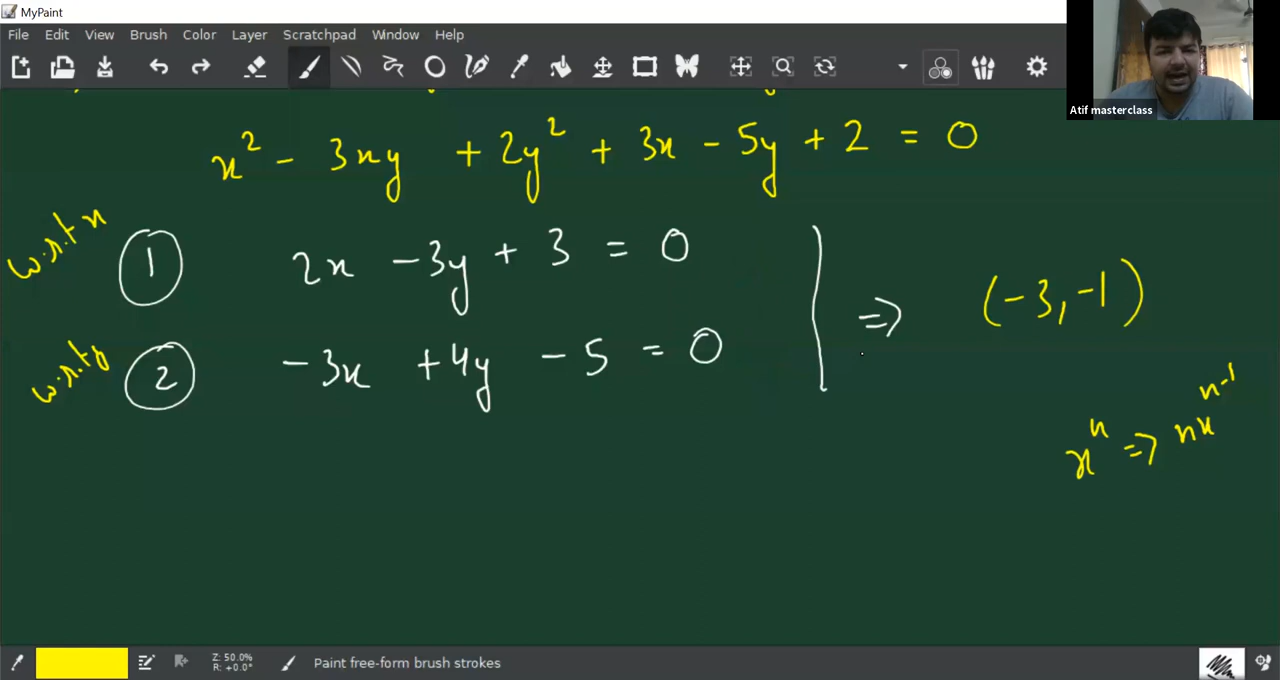 MyPaint
File Edit View Brush Color Layer Scratchpad Window Help
Atif masterclass
x² - 3xy + 2y² + 3x - 5y + 2 = 0
w.r.t x
1 2x - 3y + 3 = 0
w.r.t y
2 -3x + 4y - 5 = 0
=> (-3, -1)
xⁿ => nxⁿ⁻¹
Z: 50.0%
R: +0.0°
Paint free-form brush strokes